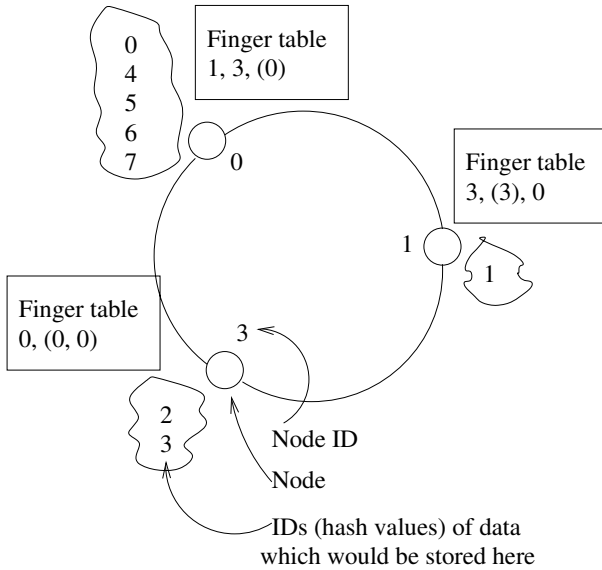 0
4
5
6
7
Finger table
1, 3, (0)
0
Finger table
3, (3), 0
1
1
Finger table
0, (0, 0)
3
2
3
Node ID
Node
IDs (hash values) of data
which would be stored here